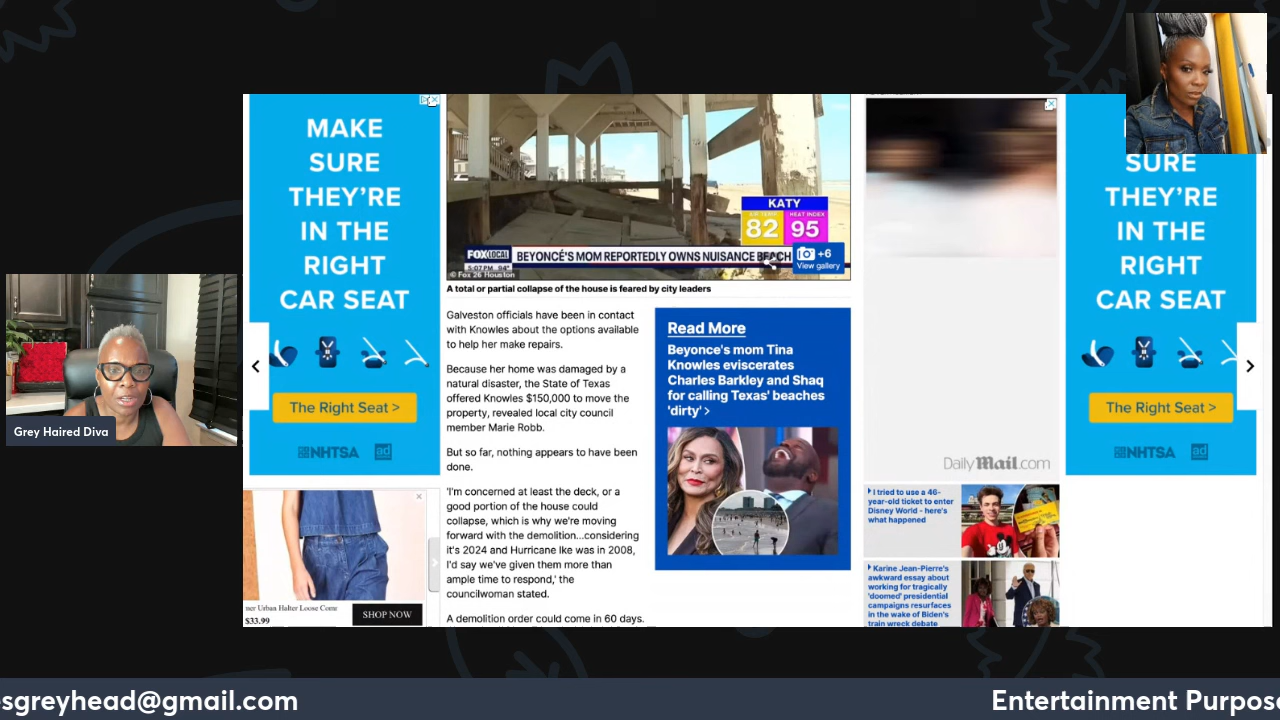 MAKE
SURE
THEY'RE
IN THE
RIGHT
CAR SEAT
The Right Seat >
NHTSA
ad
SHOP NOW
$33.99
KATY
AIR TEMP
82
HEAT INDEX
95
FOX LOCAL
BEYONCÉ'S MOM REPORTEDLY OWNS NUISANCE BEACH
5:07 PM 94°
© Fox 26 Houston
+6
View gallery
A total or partial collapse of the house is feared by city leaders
Galveston officials have been in contact
with Knowles about the options available
to help her make repairs.
Because her home was damaged by a
natural disaster, the State of Texas
offered Knowles $150,000 to move the
property, revealed local city council
member Marie Robb.
But so far, nothing appears to have been
done.
'I'm concerned at least the deck, or a
good portion of the house could
collapse, which is why we're moving
forward with the demolition...considering
it's 2024 and Hurricane Ike was in 2008,
I'd say we've given them more than
ample time to respond,' the
councilwoman stated.
A demolition order could come in 60 days.
Read More
Beyonce's mom Tina
Knowles eviscerates
Charles Barkley and Shaq
for calling Texas' beaches
'dirty' >
DailyMail.com
I tried to use a 46-
year-old ticket to enter
Disney World - here's
what happened
Karine Jean-Pierre's
awkward essay about
working for tragically
'doomed' presidential
campaigns resurfaces
in the wake of Biden's
train wreck debate
SURE
THEY'RE
IN THE
RIGHT
CAR SEAT
The Right Seat >
NHTSA
ad
Grey Haired Diva
sgreyhead@gmail.com
Entertainment Purpos